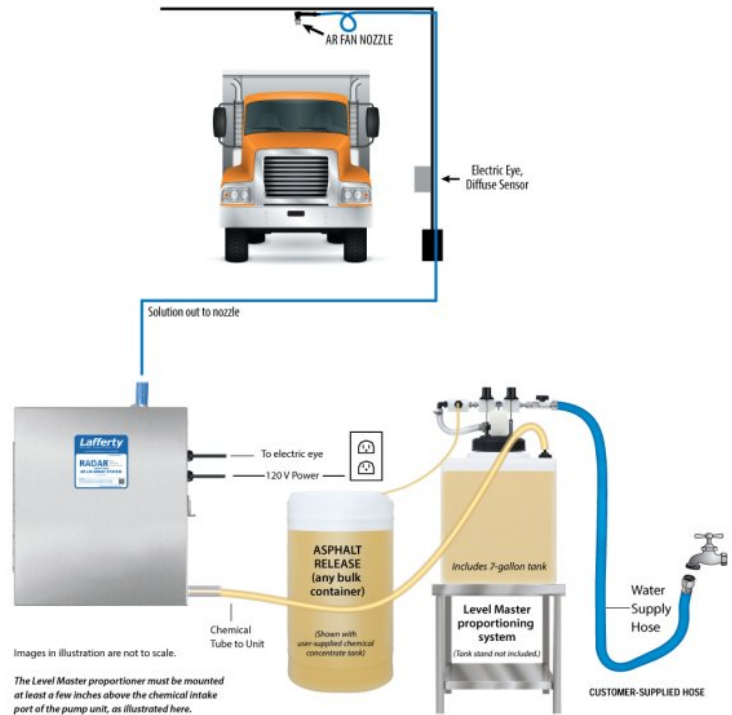 AR FAN NOZZLE
Electric Eye,
Diffuse Sensor
Solution out to nozzle
Lafferty
RADAR
To electric eye
120 V Power
ASPHALT
RELEASE
(any bulk
container)
(Shown with
user-supplied chemical
concentrate tank)
Includes 7-gallon tank
Level Master
proportioning
system
(Tank stand not included.)
Water
Supply
Hose
Chemical
Tube to Unit
CUSTOMER-SUPPLIED HOSE
Images in illustration are not to scale.
The Level Master proportioner must be mounted
at least a few inches above the chemical intake
port of the pump unit, as illustrated here.